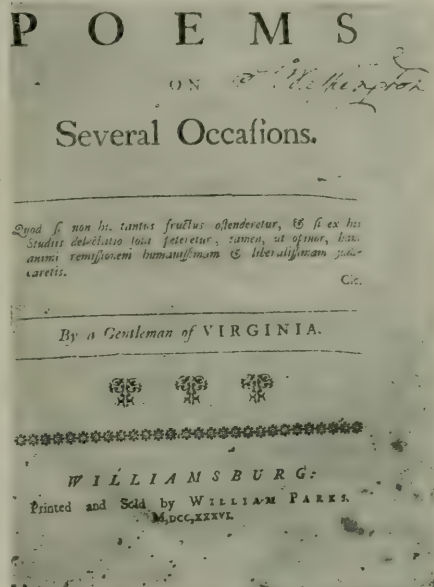 POEMS
ON
Several Occaſions.
Quod ſi non hic tantus fructus oſtenderetur, & ſi ex his
Studiis delectatio ſola peteretur, tamen, ut opinor, hanc
animi remiſſionem humaniſſimam & liberaliſſimam judi-
caretis.
Cic.
By a Gentleman of VIRGINIA.
WILLIAMSBURG:
Printed and Sold by WILLIAM PARKS.
M,DCC,XXXVI.